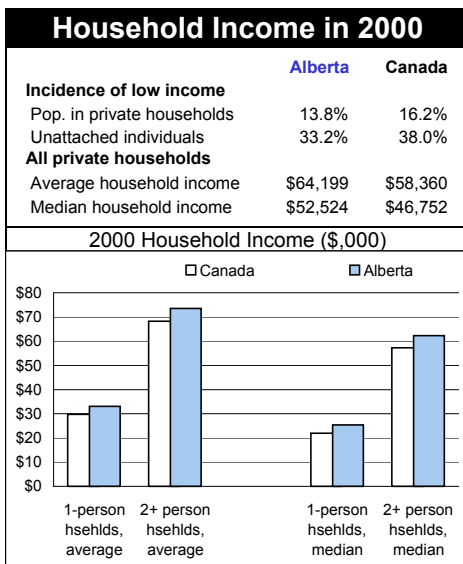 Household Income in 2000
Alberta Canada
Incidence of low income
Pop. in private households 13.8% 16.2%
Unattached individuals 33.2% 38.0%
All private households
Average household income $64,199 $58,360
Median household income $52,524 $46,752
2000 Household Income ($,000)
Canada Alberta
$80
$70
$60
$50
$40
$30
$20
$10
$0
1-person 2+ person 1-person 2+ person
hsehlds, hsehlds, hsehlds, hsehlds,
average average median median